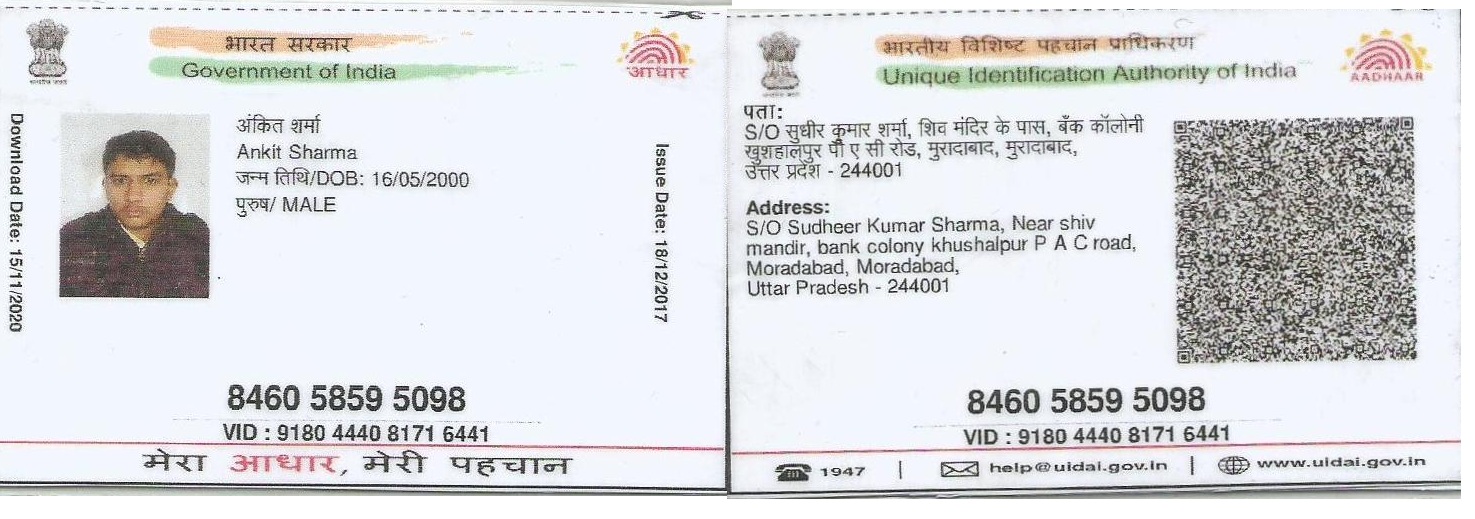 भारत सरकार
Government of India
आधार
Download Date: 15/11/2020
अंकित शर्मा
Ankit Sharma
जन्म तिथि/DOB: 16/05/2000
पुरुष/ MALE
Issue Date: 18/12/2017
8460 5859 5098
VID : 9180 4440 8171 6441
मेरा आधार, मेरी पहचान
भारतीय विशिष्ट पहचान प्राधिकरण
Unique Identification Authority of India
AADHAAR
पता:
S/O सुधीर कुमार शर्मा, शिव मंदिर के पास, बँक कॉलोनी
खुशहालपुर पी ए सी रोड, मुरादाबाद, मुरादाबाद,
उत्तर प्रदेश - 244001
Address:
S/O Sudheer Kumar Sharma, Near shiv
mandir, bank colony khushalpur P A C road,
Moradabad, Moradabad,
Uttar Pradesh - 244001
8460 5859 5098
VID : 9180 4440 8171 6441
1947 | help@uidai.gov.in | www.uidai.gov.in